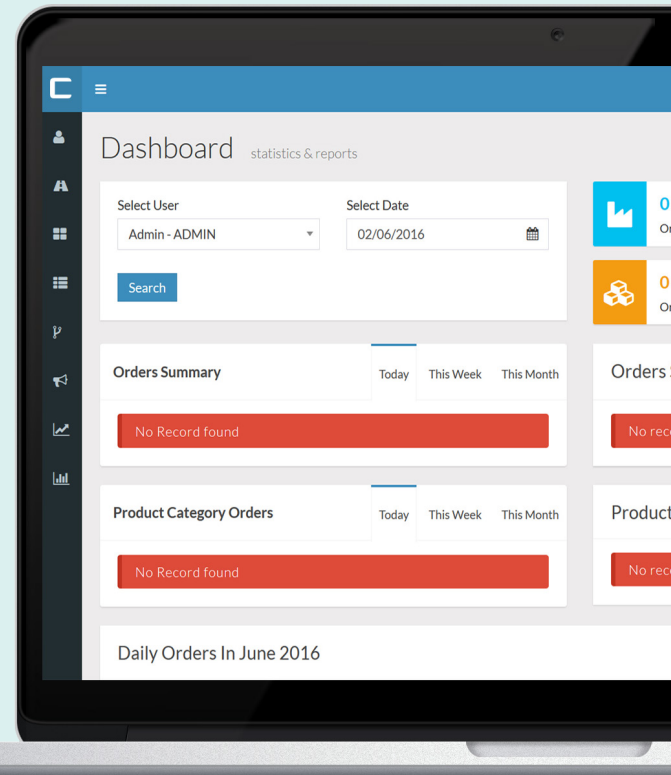 Dashboard statistics & reports
Select User
Select Date
Admin - ADMIN
02/06/2016
Search
0
0
Orders Summary
Today
This Week
This Month
No Record found
Orders
No
Product Category Orders
Today
This Week
This Month
No Record found
Product
No
Daily Orders In June 2016